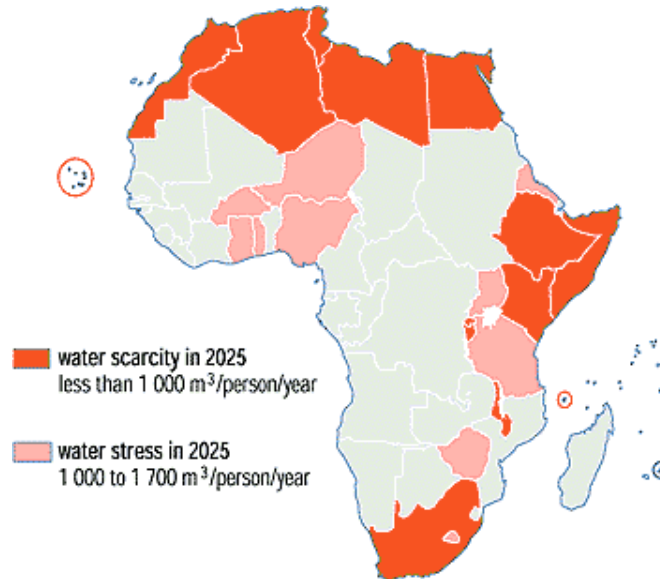 water scarcity in 2025
less than 1 000 m³/person/year
water stress in 2025
1 000 to 1 700 m³/person/year